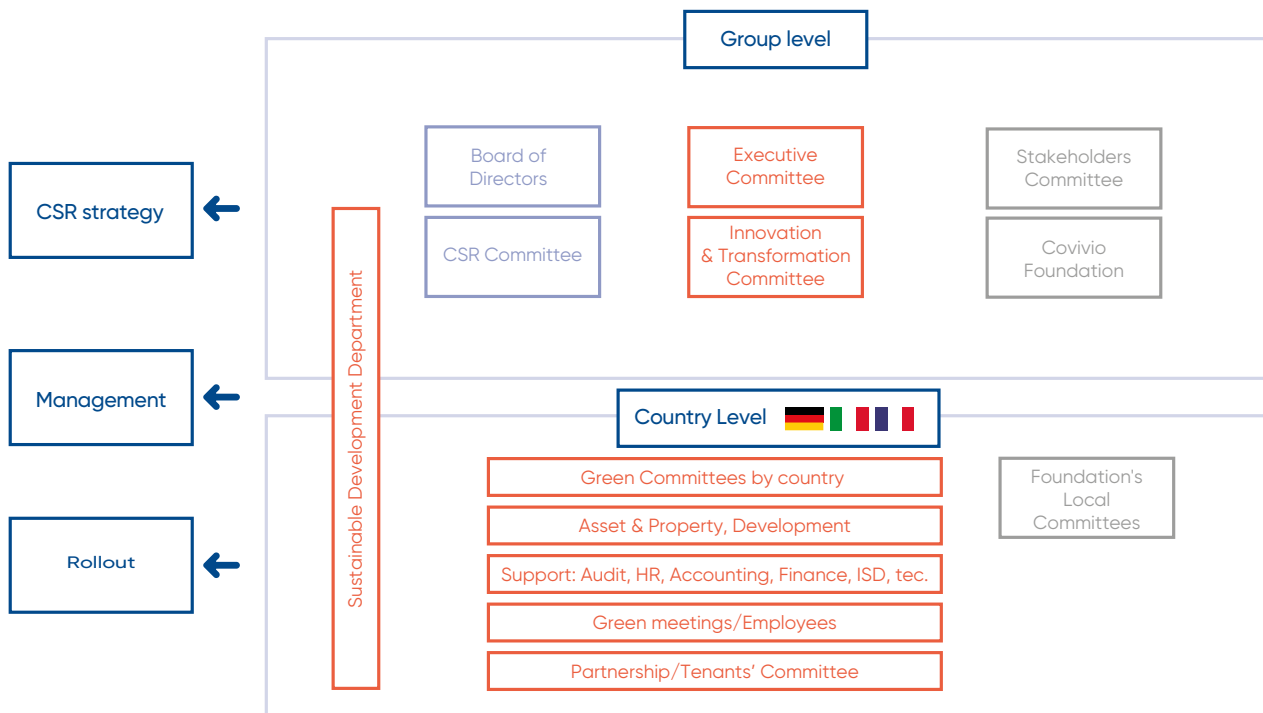 Group level
Board of
Directors
Executive
Committee
Stakeholders
Committee
CSR strategy
CSR Committee
Innovation
& Transformation
Committee
Covivio
Foundation
Sustainable Development Department
Management
Country Level
Green Committees by country
Foundation's
Local
Committees
Asset & Property, Development
Rollout
Support: Audit, HR, Accounting, Finance, ISD, tec.
Green meetings/Employees
Partnership/Tenants’ Committee